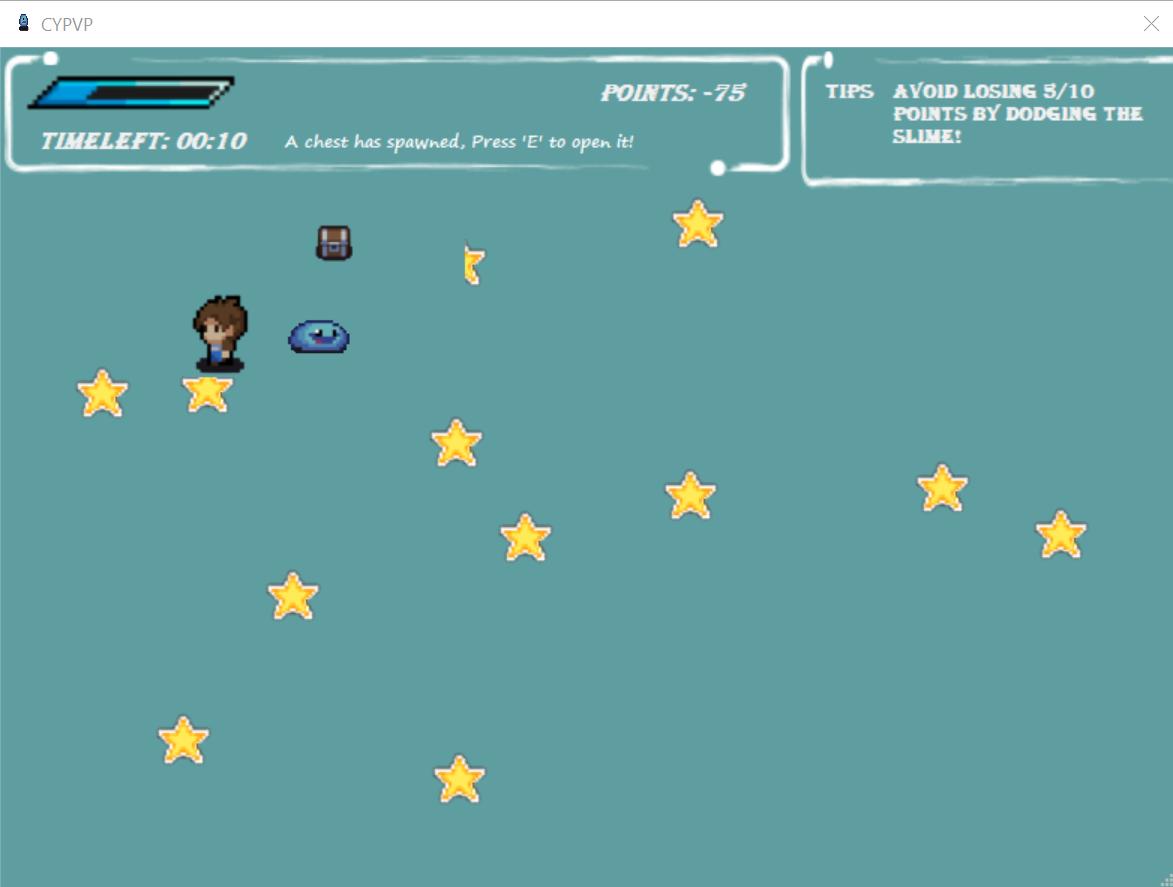 CYPVP
POINTS: -75
TIMELEFT: 00:10
A chest has spawned, Press 'E' to open it!
TIPS
AVOID LOSING 5/10
POINTS BY DODGING THE
SLIME!